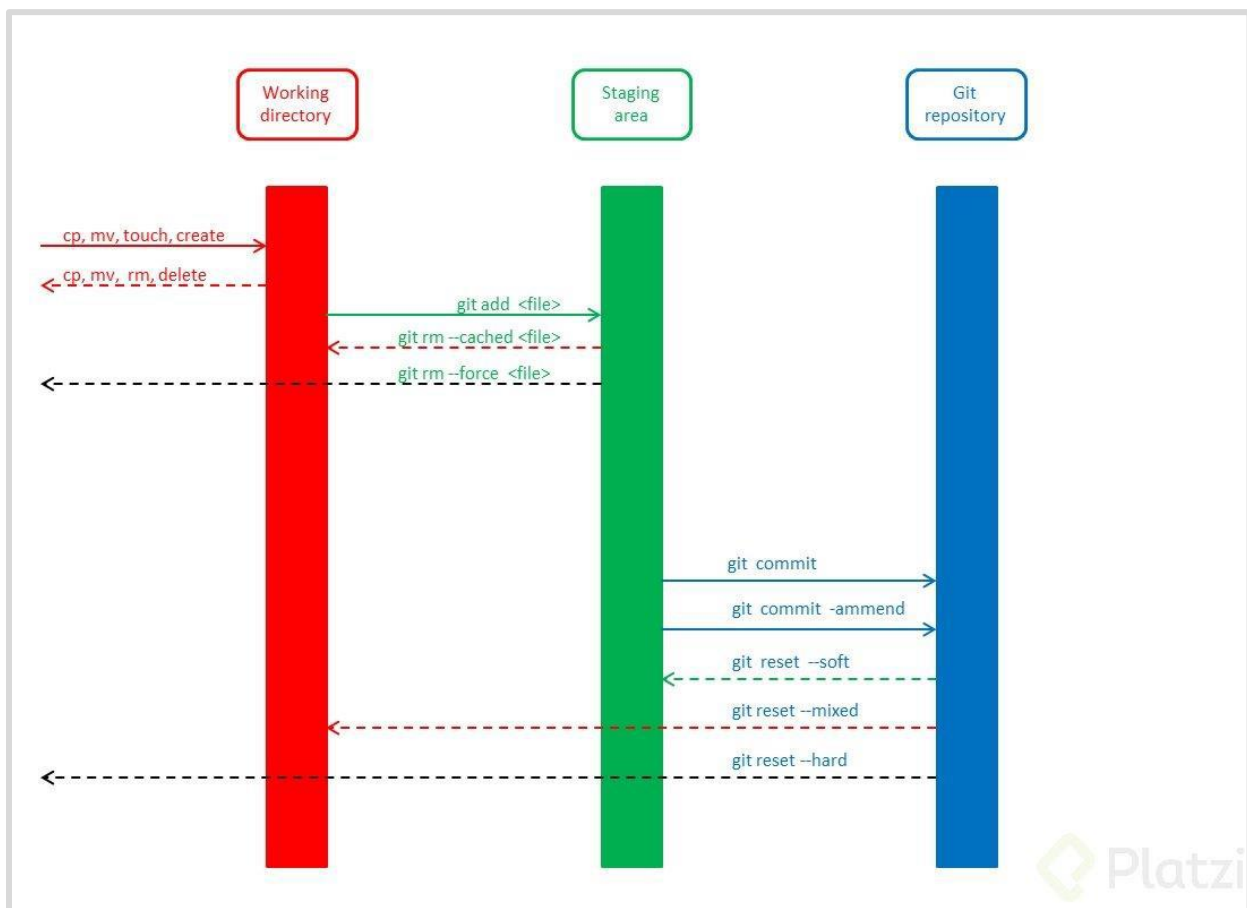 Working
directory
Staging
area
Git
repository
cp, mv, touch, create
cp, mv, rm, delete
git add <file>
git rm --cached <file>
git rm --force <file>
git commit
git commit -ammend
git reset --soft
git reset --mixed
git reset --hard
Platzi